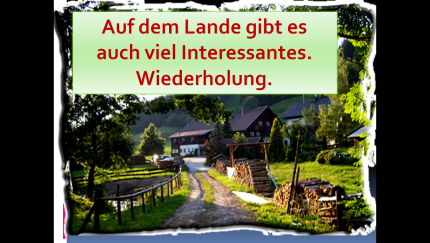 Auf dem Lande gibt es
auch viel Interessantes.
Wiederholung.